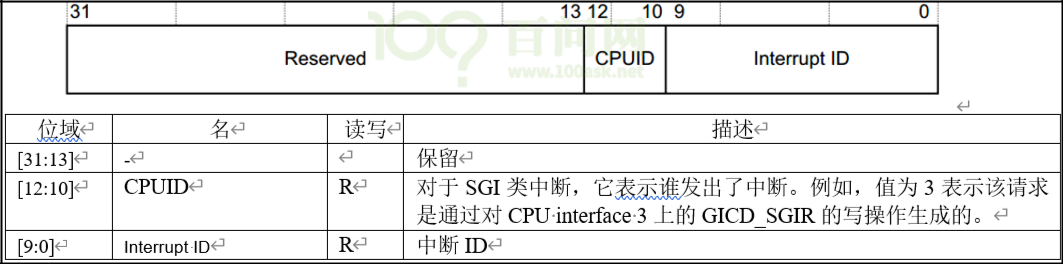 31 13 12 10 9 0
Reserved CPUID Interrupt ID
100?
百问网
www.100ask.net
位域 名 读写 描述
[31:13] - 保留
[12:10] CPUID R 对于 SGI 类中断，它表示谁发出了中断。例如，值为 3 表示该请求
是通过对 CPU interface 3 上的 GICD_SGIR 的写操作生成的。
[9:0] Interrupt ID R 中断 ID